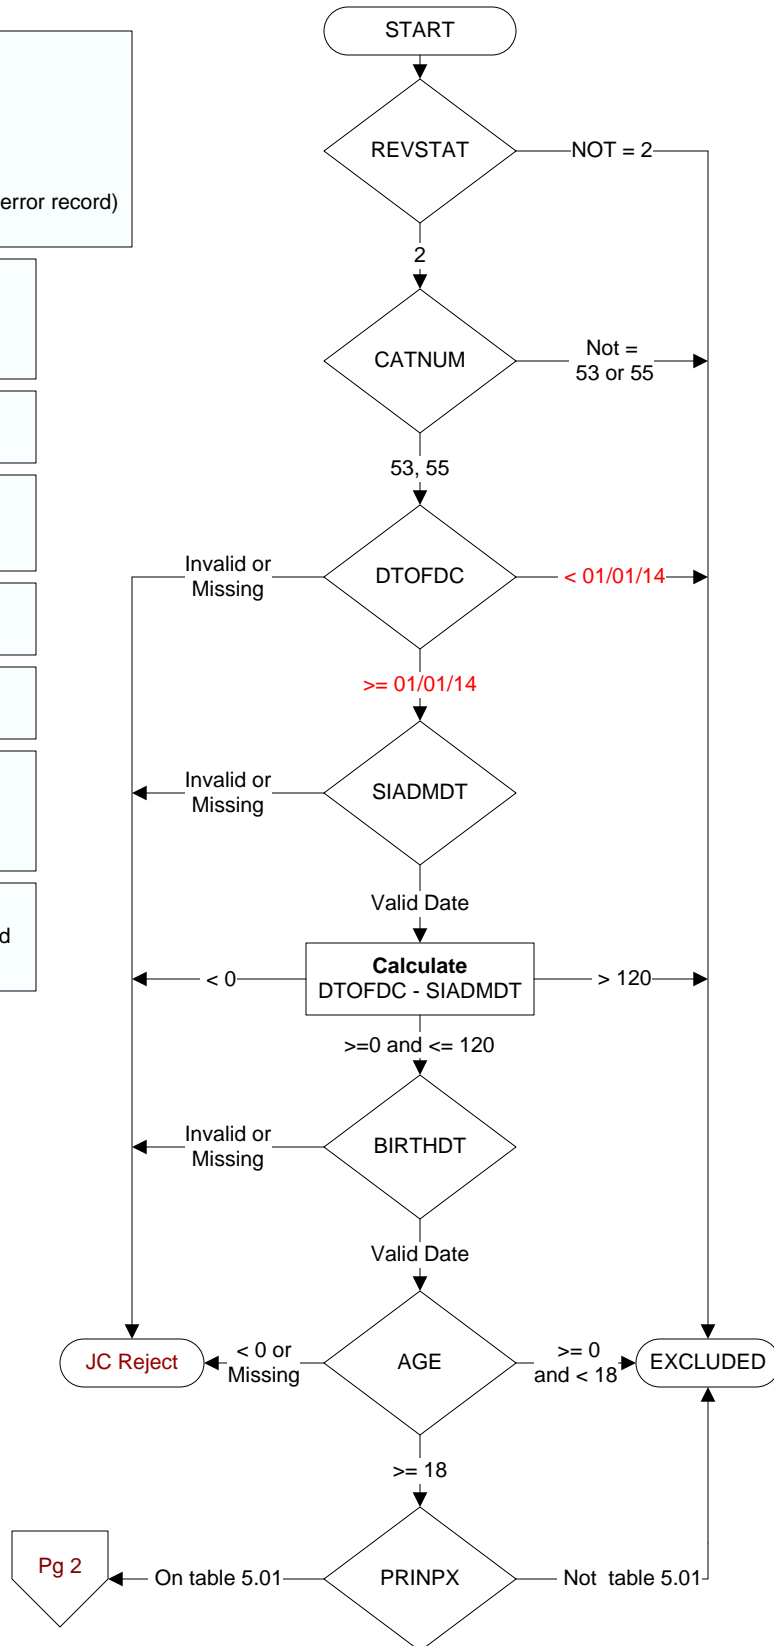 START
REVSTAT
NOT = 2
error record)
2
CATNUM
Not =
53 or 55
53, 55
Invalid or
Missing
DTOFDC
< 01/01/14
>= 01/01/14
Invalid or
Missing
SIADMDT
Valid Date
d
< 0
Calculate
DTOFDC - SIADMDT
> 120
>=0 and <= 120
Invalid or
Missing
BIRTHDT
Valid Date
JC Reject
< 0 or
Missing
AGE
>= 0
and < 18
EXCLUDED
>= 18
Pg 2
On table 5.01
PRINPX
Not table 5.01